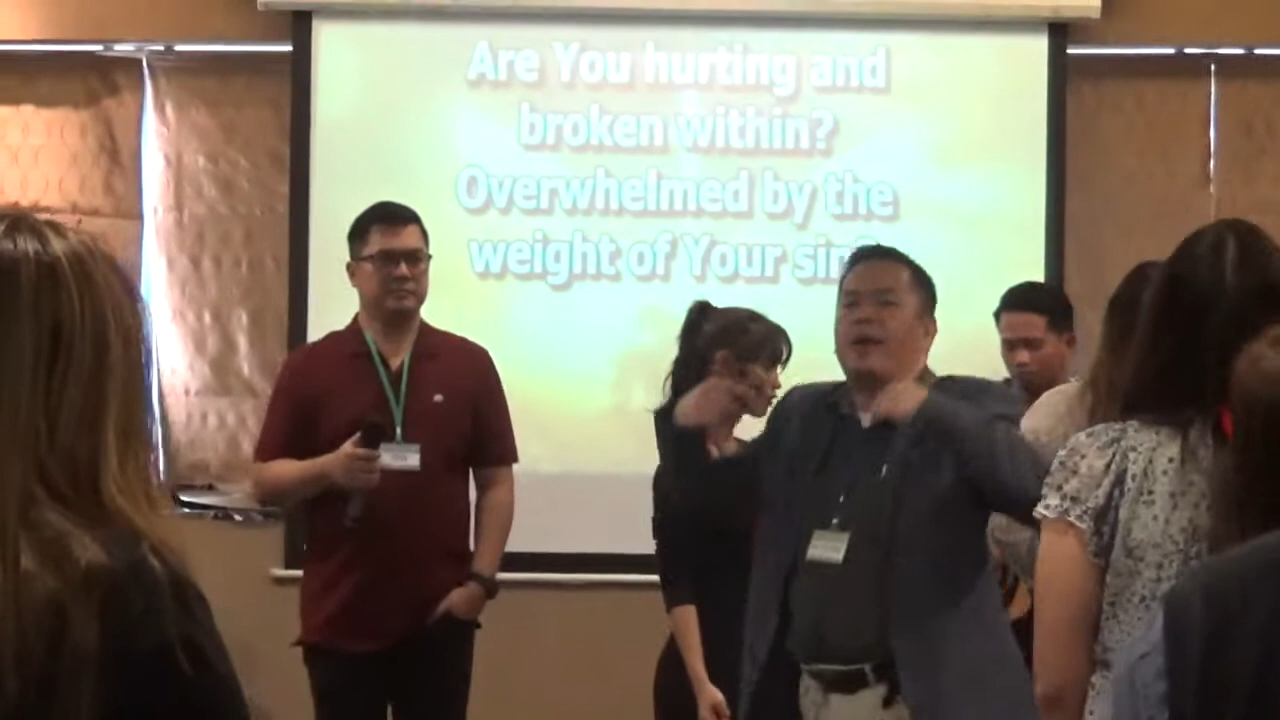 Are You hurting and
broken within?
Overwhelmed by the
weight of Your